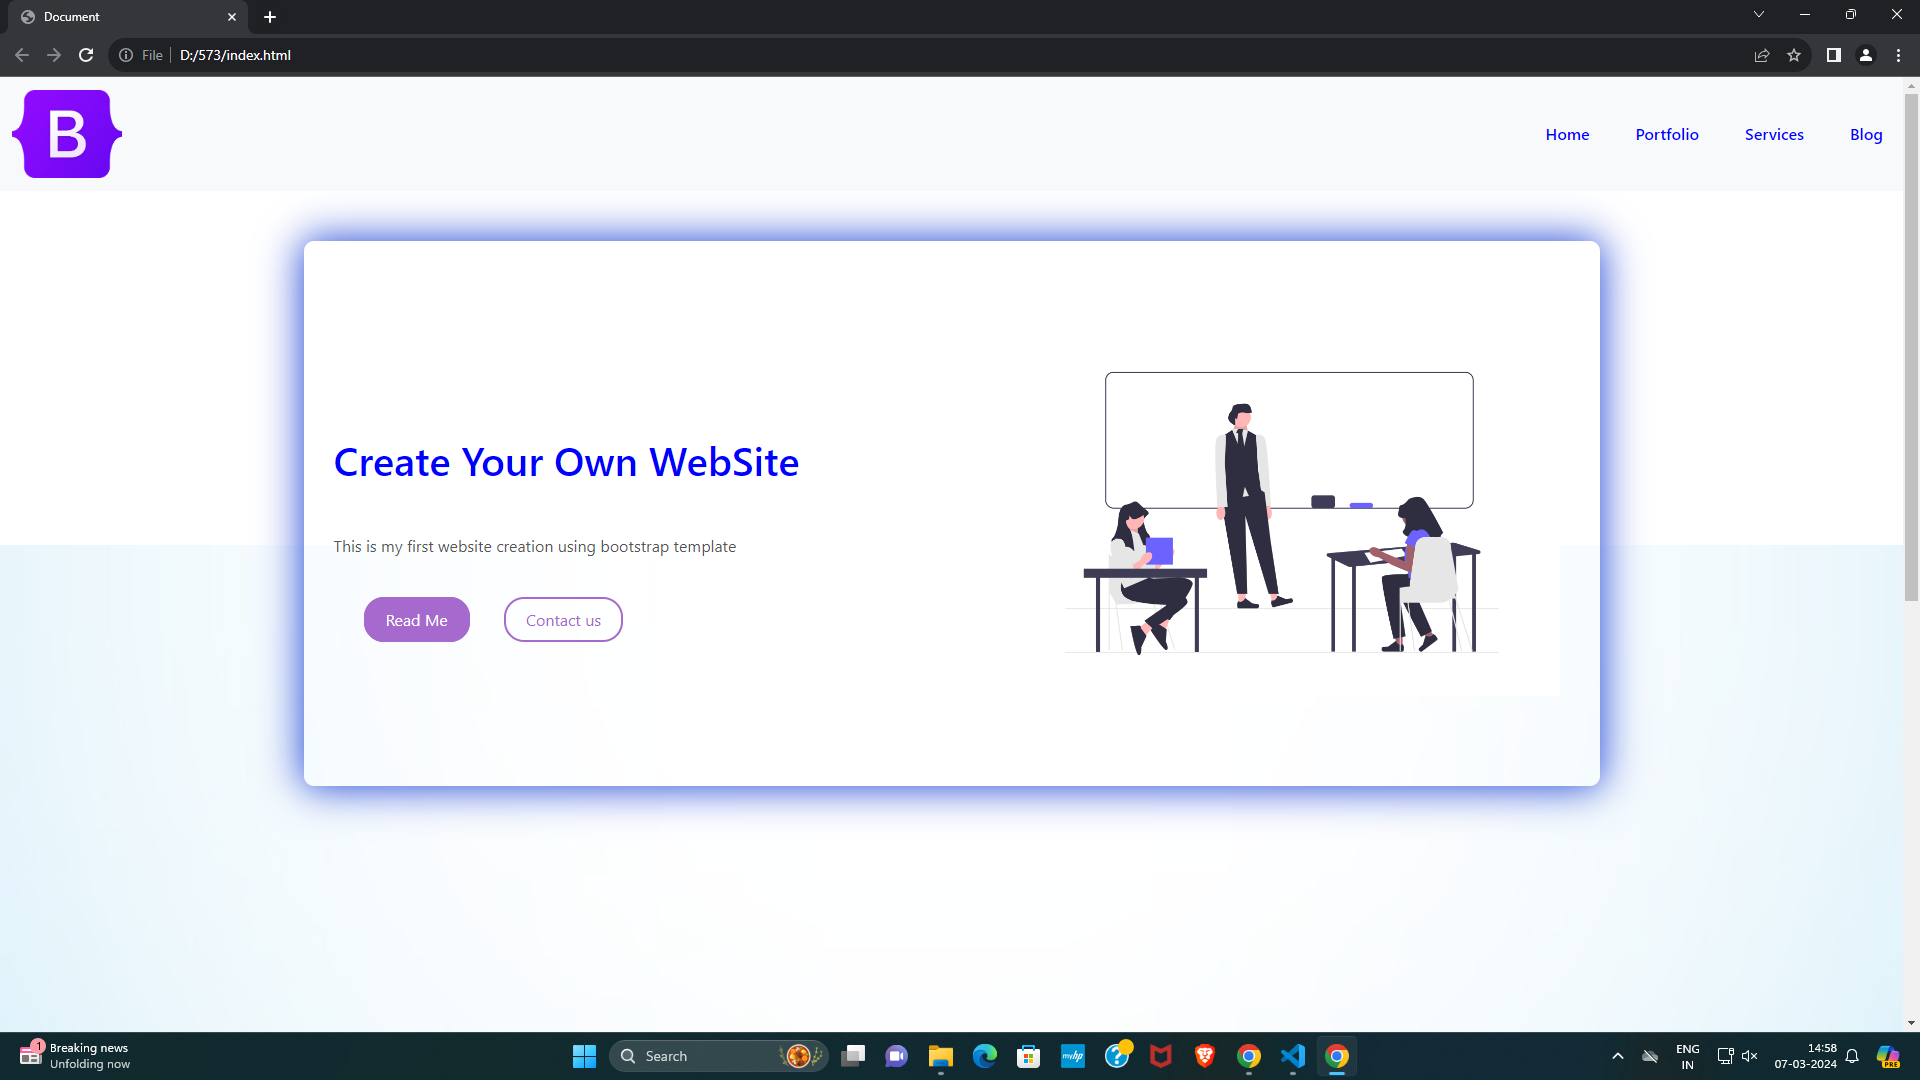 Document
File
D:/573/index.html
B
Home
Portfolio
Services
Blog
Create Your Own WebSite
This is my first website creation using bootstrap template
Read Me
Contact us
1
Breaking news
Unfolding now
Search
myhp
?
ENG
IN
14:58
07-03-2024
PRE